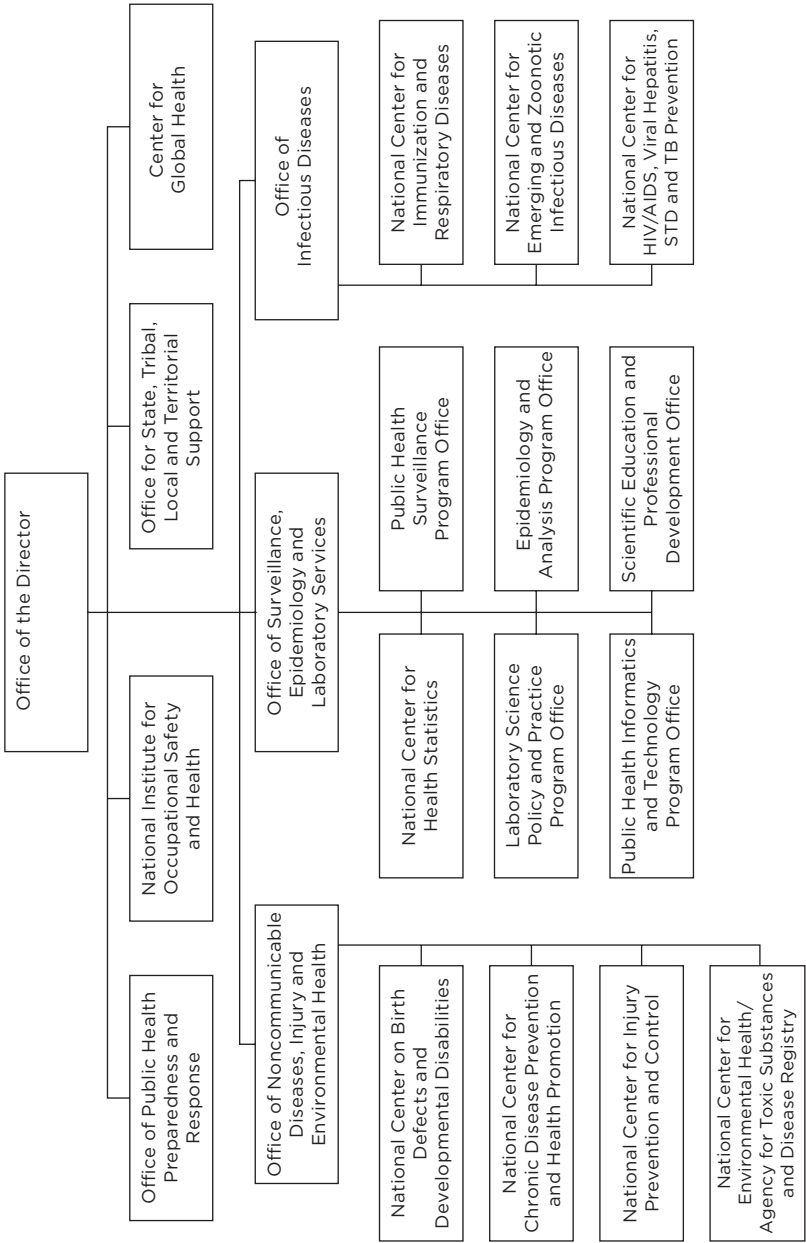 Office of the Director
Office of Public Health
Preparedness and
Response
National Institute for
Occupational Safety
and Health
Office for State, Tribal,
Local and Territorial
Support
Center for
Global Health
Office of Noncommunicable
Diseases, Injury and
Environmental Health
Office of Surveillance,
Epidemiology and
Laboratory Services
Office of
Infectious Diseases
National Center on Birth
Defects and
Developmental Disabilities
National Center for
Chronic Disease Prevention
and Health Promotion
National Center for Injury
Prevention and Control
National Center for
Environmental Health/
Agency for Toxic Substances
and Disease Registry
National Center for
Health Statistics
Public Health
Surveillance
Program Office
Laboratory Science
Policy and Practice
Program Office
Epidemiology and
Analysis Program Office
Public Health Informatics
and Technology
Program Office
Scientific Education and
Professional
Development Office
National Center for
Immunization and
Respiratory Diseases
National Center for
Emerging and Zoonotic
Infectious Diseases
National Center for
HIV/AIDS, Viral Hepatitis,
STD and TB Prevention